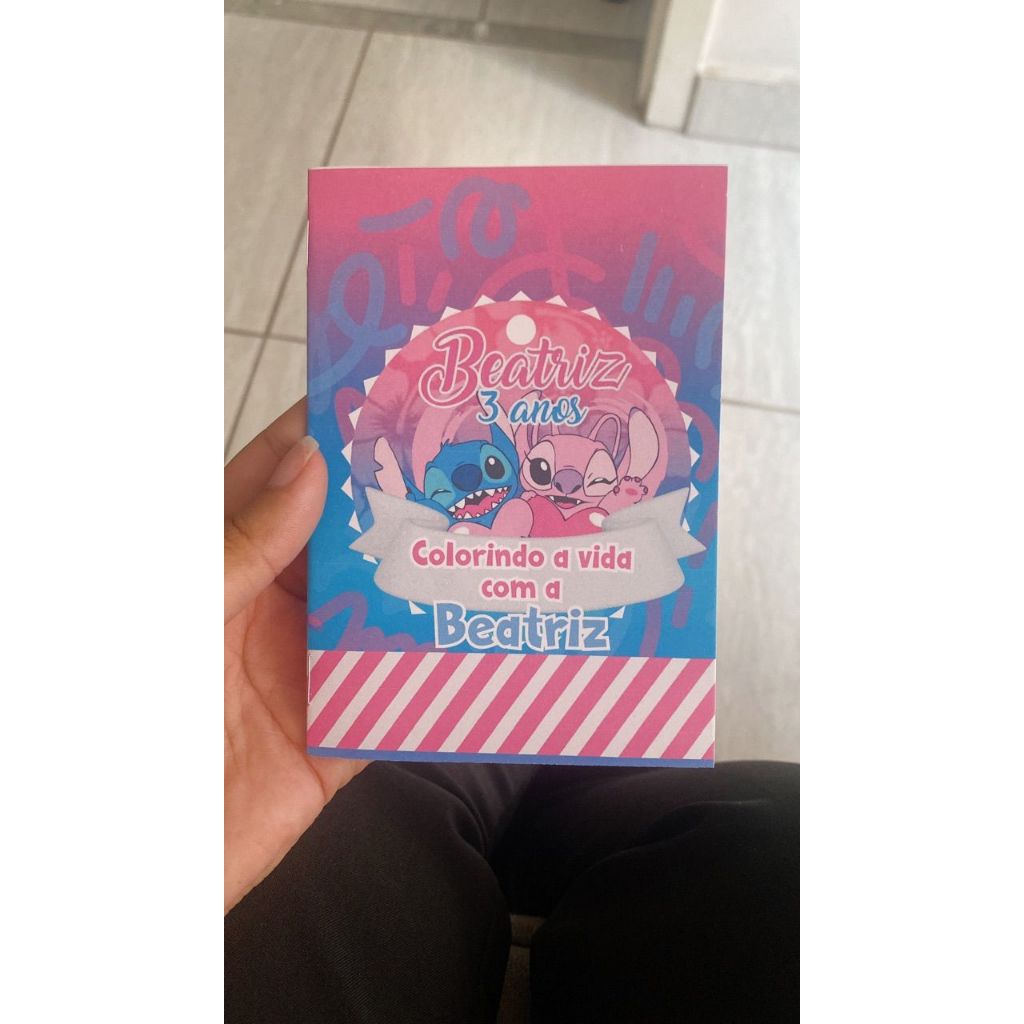 Beatriz
3 anos
Colorindo a vida
com a
Beatriz